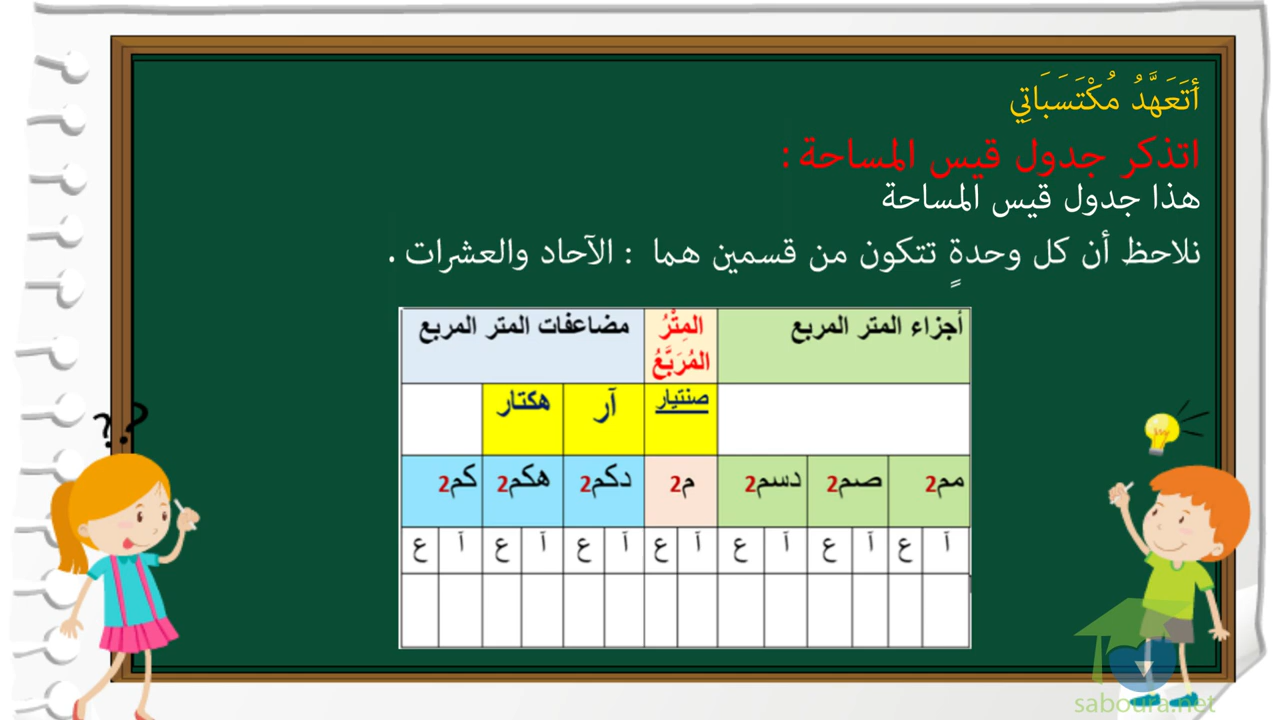 أَتَعَهَّدُ مُكْتَسَبَاتِي
اتذكر جدول قيس المساحة :
هذا جدول قيس المساحة
نلاحظ أن كل وحدةٍ تتكون من قسمين هما : الآحاد والعشرات .
أجزاء المتر المربع المِتْرُ المُرَبَّعُ مضاعفات المتر المربع
صنتيار آر هكتار
مم2 صم2 دسم2 م2 دكم2 هكم2 كم2
آ ع آ ع آ ع آ ع آ ع آ ع آ ع
??
saboura.net